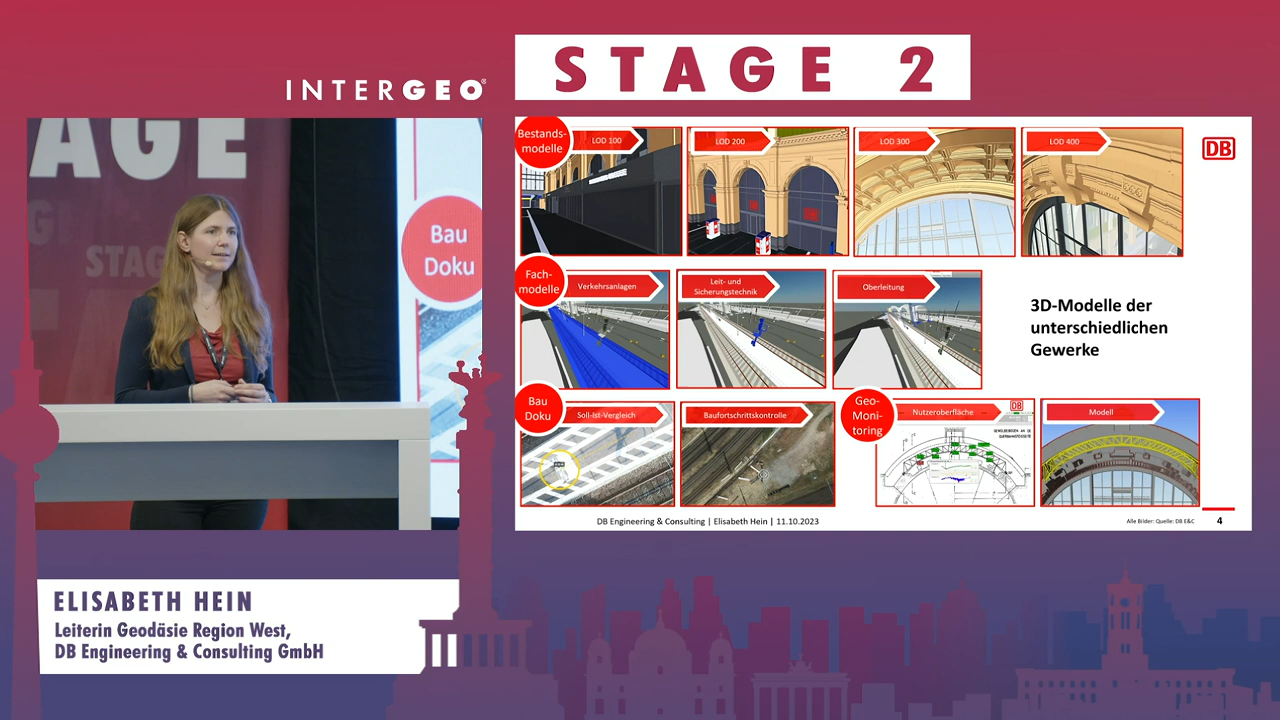 INTERGEO®
STAGE 2
AGE
STAG
Bau
Doku
ELISABETH HEIN
Leiterin Geodäsie Region West,
DB Engineering & Consulting GmbH
Bestands-
modelle
LOD 100
LOD 200
LOD 300
LOD 400
DB
Fach-
modelle
Verkehrsanlagen
Leit- und
Sicherungstechnik
Oberleitung
3D-Modelle der
unterschiedlichen
Gewerke
Bau
Doku
Soll-Ist-Vergleich
Baufortschrittskontrolle
Geo-
Moni-
toring
Nutzeroberfläche
DB
Modell
DB Engineering & Consulting | Elisabeth Hein | 11.10.2023
Alle Bilder: Quelle: DB E&C
4